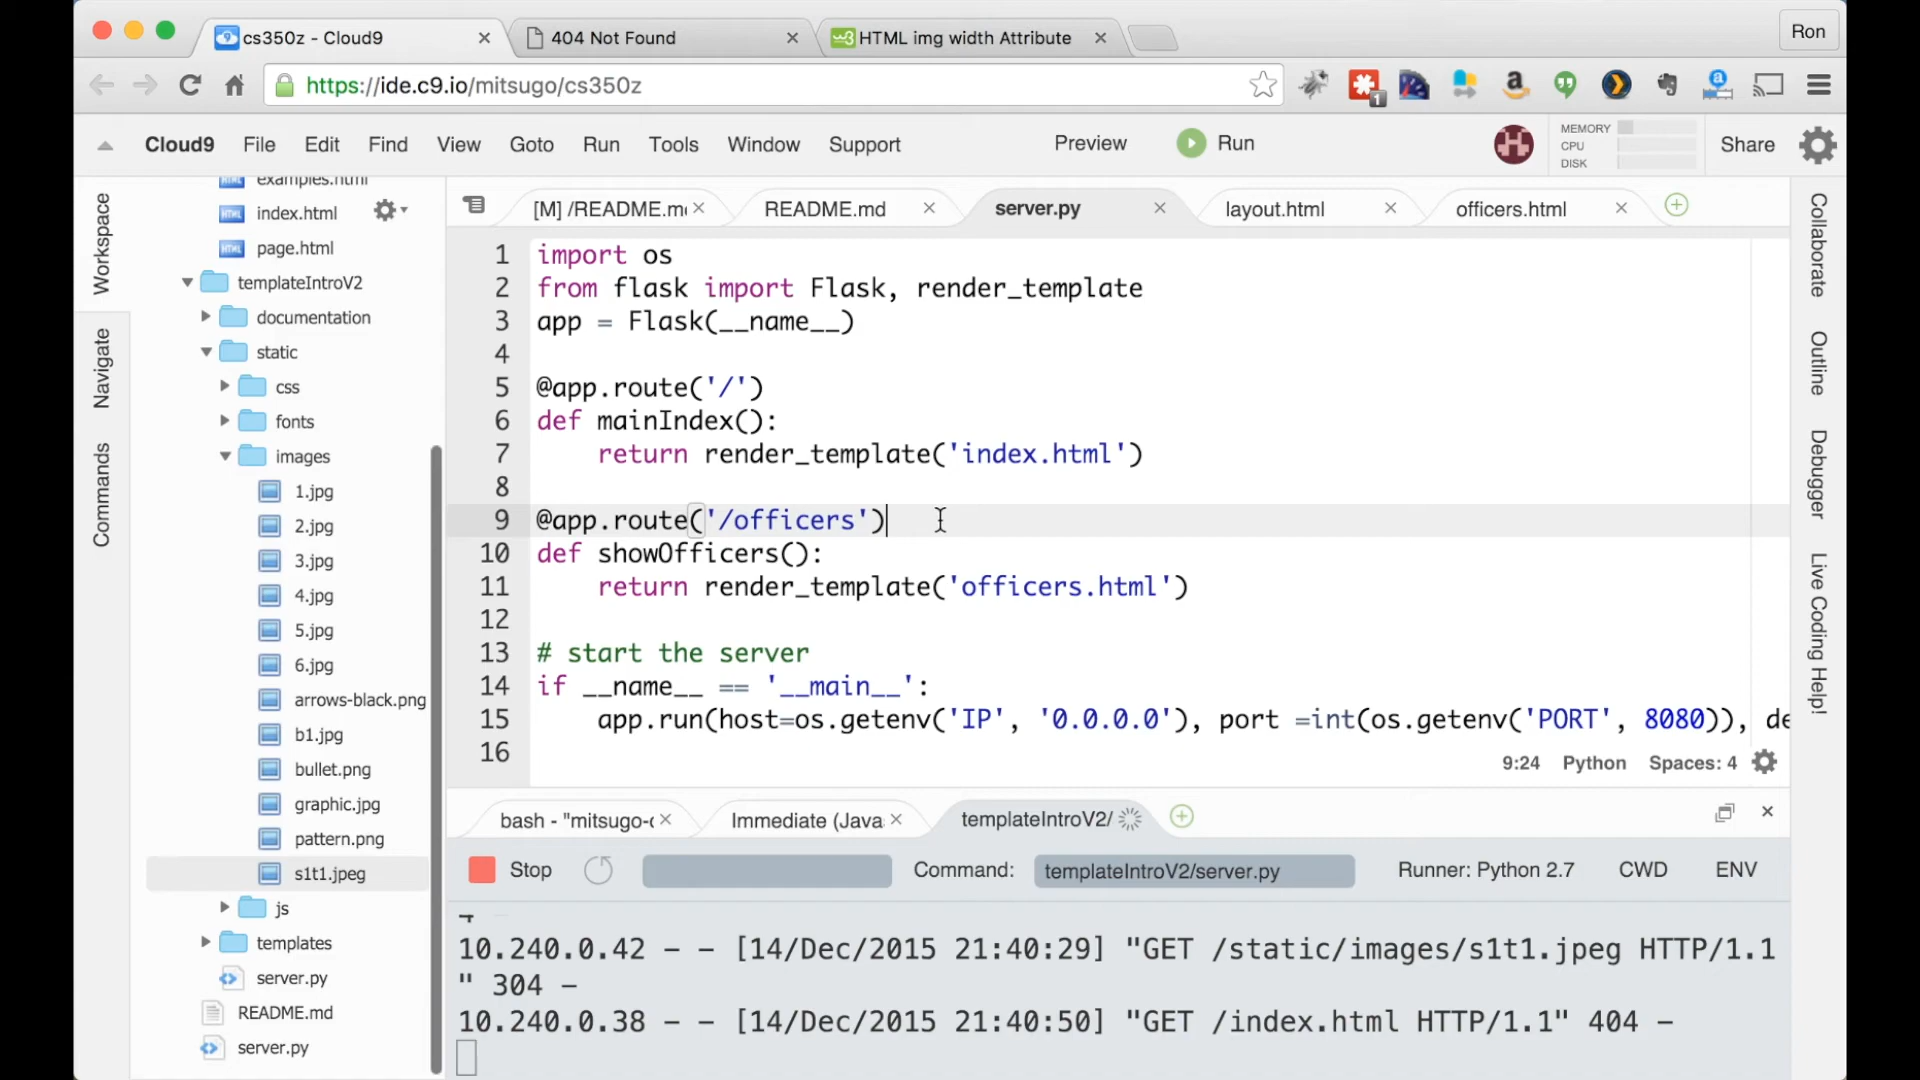 cs350z - Cloud9
404 Not Found
HTML img width Attribute
Ron
https://ide.c9.io/mitsugo/cs350z
1
Cloud9 File Edit Find View Goto Run Tools Window Support
Preview
Run
MEMORY
CPU
DISK
Share
Workspace
Navigate
Commands
examples.html
index.html
page.html
templateIntroV2
documentation
static
css
fonts
images
1.jpg
2.jpg
3.jpg
4.jpg
5.jpg
6.jpg
arrows-black.png
b1.jpg
bullet.png
graphic.jpg
pattern.png
s1t1.jpeg
js
templates
server.py
README.md
server.py
[M] /README.m
README.md
server.py
layout.html
officers.html
1 import os
2 from flask import Flask, render_template
3 app = Flask(__name__)
4
5 @app.route('/')
6 def mainIndex():
7 return render_template('index.html')
8
9 @app.route('/officers')
10 def showOfficers():
11 return render_template('officers.html')
12
13 # start the server
14 if __name__ == '__main__':
15 app.run(host=os.getenv('IP', '0.0.0.0'), port =int(os.getenv('PORT', 8080)), de
16
9:24 Python Spaces: 4
Collaborate
Outline
Debugger
Live Coding Help!
bash - "mitsugo-c
Immediate (Java
templateIntroV2/
Stop
Command: templateIntroV2/server.py
Runner: Python 2.7
CWD
ENV
10.240.0.42 - - [14/Dec/2015 21:40:29] "GET /static/images/s1t1.jpeg HTTP/1.1
" 304 -
10.240.0.38 - - [14/Dec/2015 21:40:50] "GET /index.html HTTP/1.1" 404 -